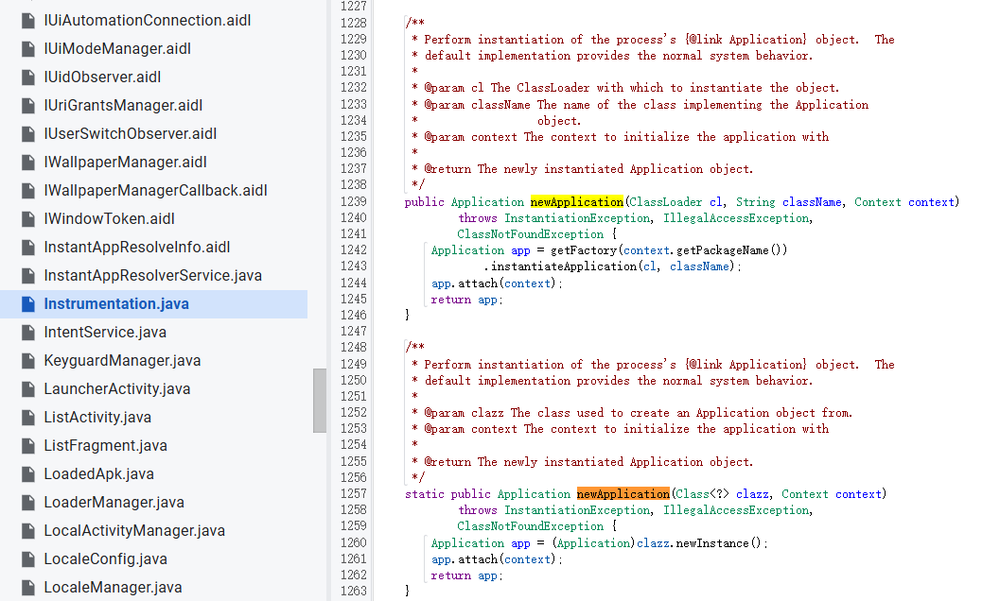 IUiAutomationConnection.aidl
IUiModeManager.aidl
IUidObserver.aidl
IUriGrantsManager.aidl
IUserSwitchObserver.aidl
IWallpaperManager.aidl
IWallpaperManagerCallback.aidl
IWindowToken.aidl
InstantAppResolveInfo.aidl
InstantAppResolverService.java
Instrumentation.java
IntentService.java
KeyguardManager.java
LauncherActivity.java
ListActivity.java
ListFragment.java
LoadedApk.java
LoaderManager.java
LocalActivityManager.java
LocaleConfig.java
LocaleManager.java
1227
1228 /**
1229 * Perform instantiation of the process's {@link Application} object.  The
1230 * default implementation provides the normal system behavior.
1231 *
1232 * @param cl The ClassLoader with which to instantiate the object.
1233 * @param className The name of the class implementing the Application
1234 *                  object.
1235 * @param context The context to initialize the application with
1236 *
1237 * @return The newly instantiated Application object.
1238 */
1239 public Application newApplication(ClassLoader cl, String className, Context context)
1240         throws InstantiationException, IllegalAccessException,
1241         ClassNotFoundException {
1242     Application app = getFactory(context.getPackageName())
1243             .instantiateApplication(cl, className);
1244     app.attach(context);
1245     return app;
1246 }
1247
1248 /**
1249 * Perform instantiation of the process's {@link Application} object.  The
1250 * default implementation provides the normal system behavior.
1251 *
1252 * @param clazz The class used to create an Application object from.
1253 * @param context The context to initialize the application with
1254 *
1255 * @return The newly instantiated Application object.
1256 */
1257 static public Application newApplication(Class<?> clazz, Context context)
1258         throws InstantiationException, IllegalAccessException,
1259         ClassNotFoundException {
1260     Application app = (Application)clazz.newInstance();
1261     app.attach(context);
1262     return app;
1263 }